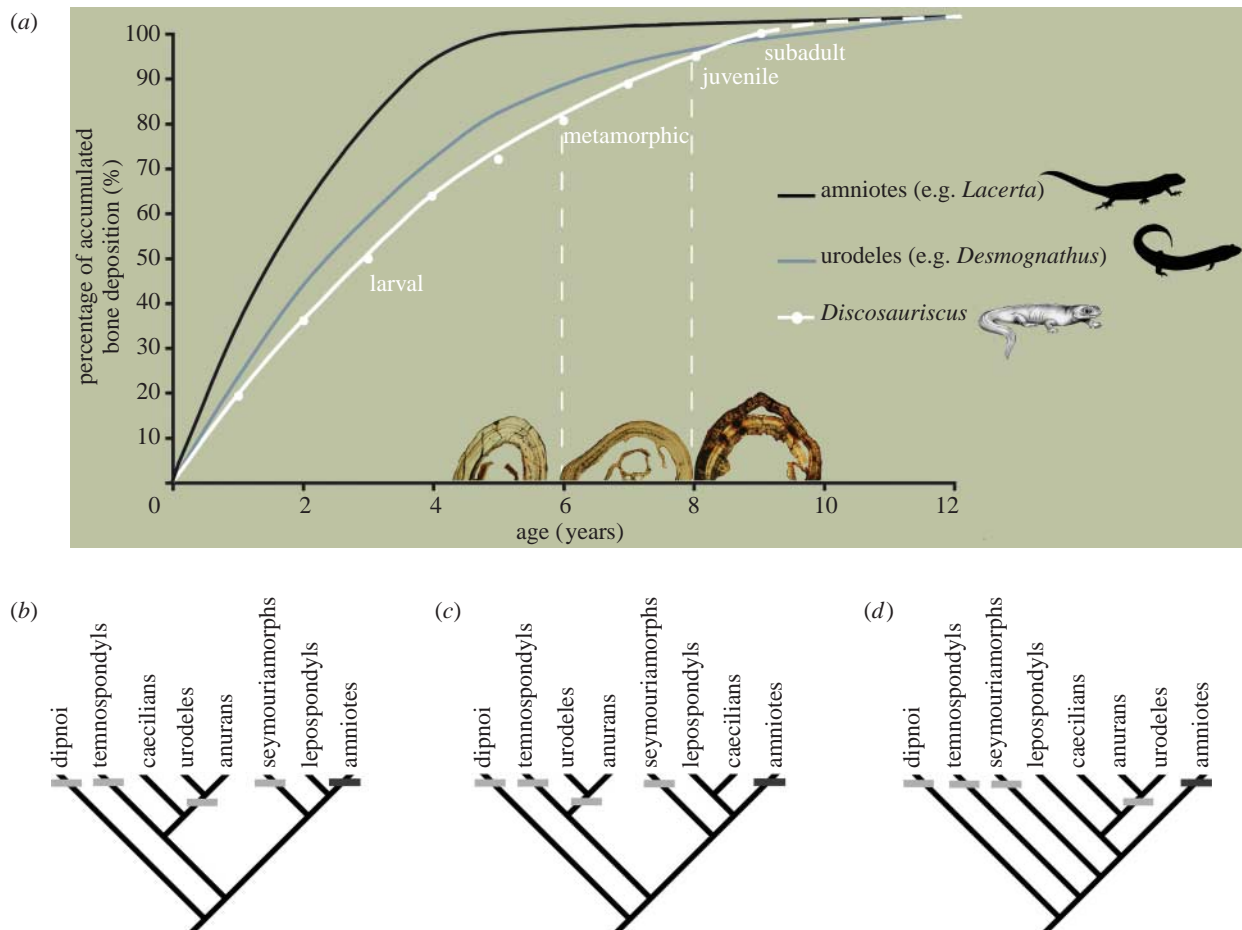 (a)
100
90
80
70
60
50
40
30
20
10
0
percentage of accumulated
bone deposition (%)
subadult
juvenile
metamorphic
larval
amniotes (e.g. Lacerta)
urodeles (e.g. Desmognathus)
Discosauriscus
2
4
6
8
10
12
age (years)
(b)
dipnoi
temnospondyls
caecilians
urodeles
anurans
seymouriamorphs
lepospondyls
amniotes
(c)
dipnoi
temnospondyls
urodeles
anurans
seymouriamorphs
lepospondyls
caecilians
amniotes
(d)
dipnoi
temnospondyls
seymouriamorphs
lepospondyls
caecilians
anurans
urodeles
amniotes